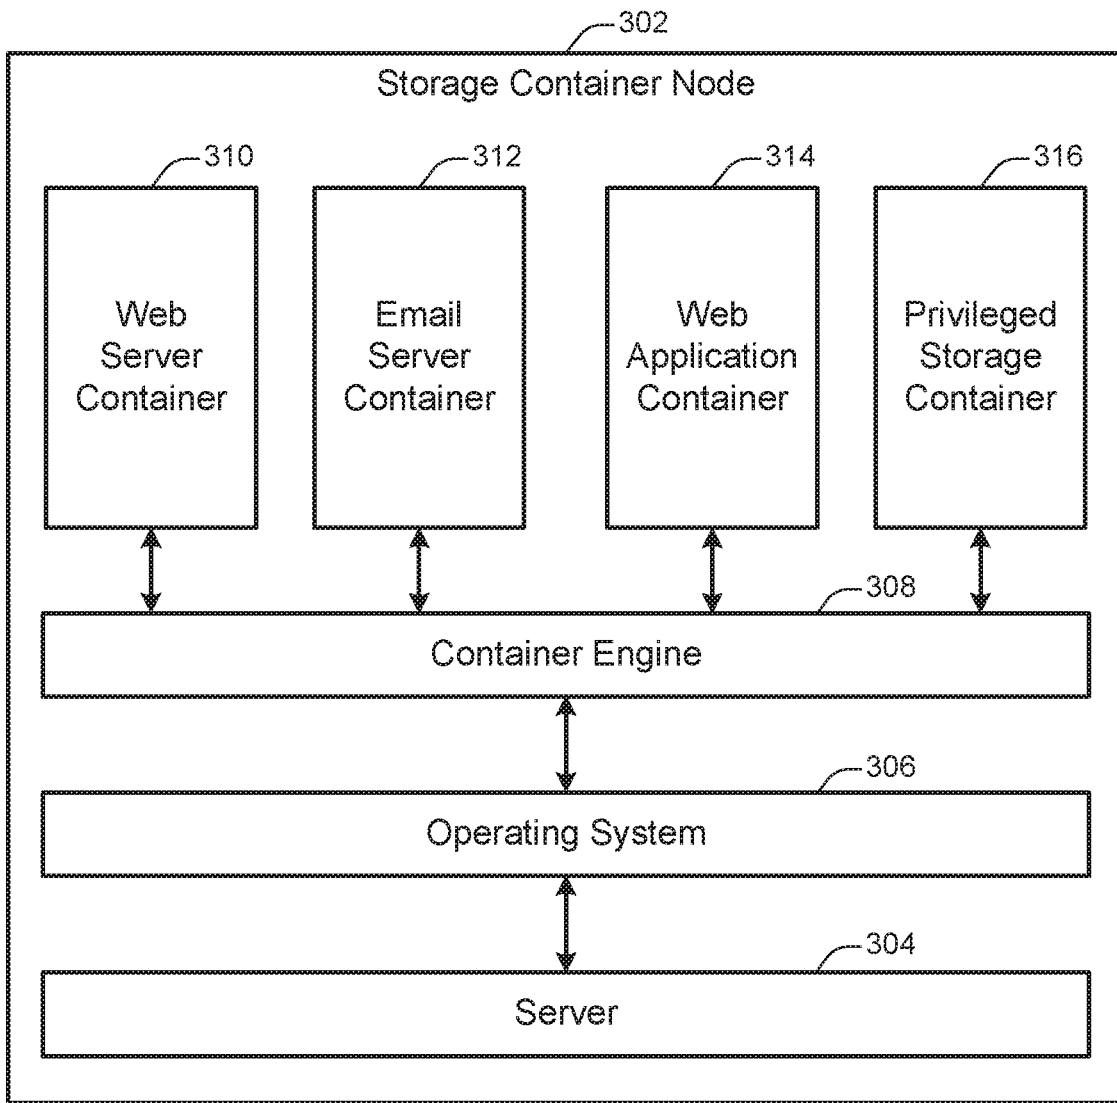 302
Storage Container Node
310
312
314
316
Web
Server
Container
Email
Server
Container
Web
Application
Container
Privileged
Storage
Container
308
Container Engine
306
Operating System
304
Server